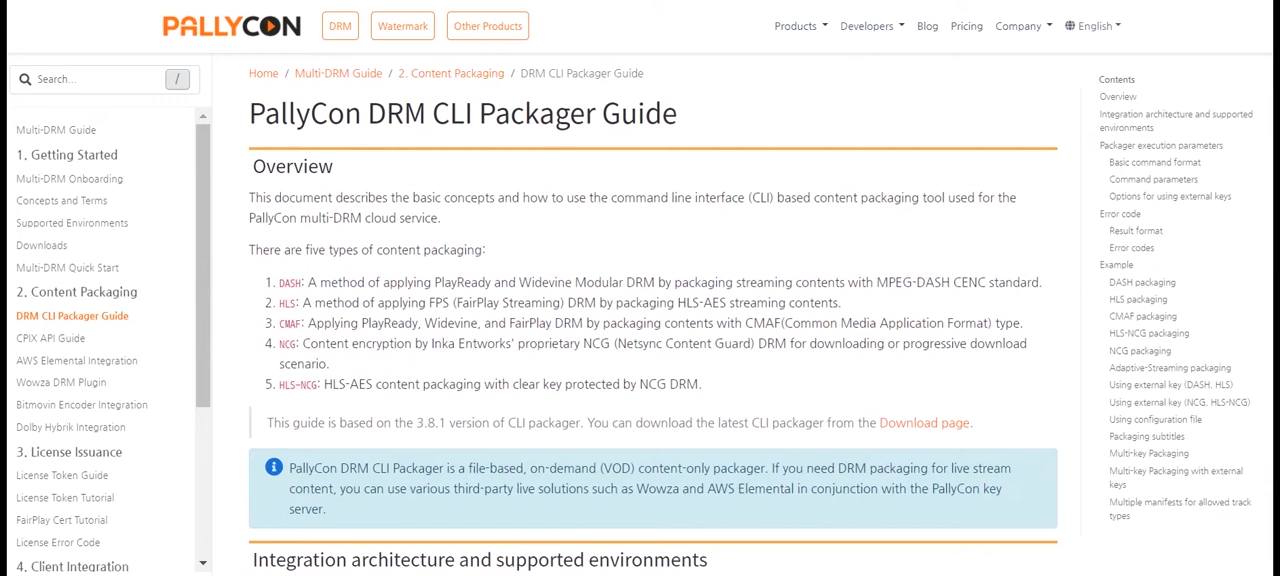 PALLYCON
DRM
Watermark
Other Products
Products
Developers
Blog
Pricing
Company
English
Search...
/
Multi-DRM Guide
1. Getting Started
Multi-DRM Onboarding
Concepts and Terms
Supported Environments
Downloads
Multi-DRM Quick Start
2. Content Packaging
DRM CLI Packager Guide
CPIX API Guide
AWS Elemental Integration
Wowza DRM Plugin
Bitmovin Encoder Integration
Dolby Hybrik Integration
3. License Issuance
License Token Guide
License Token Tutorial
FairPlay Cert Tutorial
License Error Code
4. Client Integration
Home / Multi-DRM Guide / 2. Content Packaging / DRM CLI Packager Guide
PallyCon DRM CLI Packager Guide
Overview
This document describes the basic concepts and how to use the command line interface (CLI) based content packaging tool used for the
PallyCon multi-DRM cloud service.
There are five types of content packaging:
1. DASH: A method of applying PlayReady and Widevine Modular DRM by packaging streaming contents with MPEG-DASH CENC standard.
2. HLS: A method of applying FPS (FairPlay Streaming) DRM by packaging HLS-AES streaming contents.
3. CMAF: Applying PlayReady, Widevine, and FairPlay DRM by packaging contents with CMAF(Common Media Application Format) type.
4. NCG: Content encryption by Inka Entworks' proprietary NCG (Netsync Content Guard) DRM for downloading or progressive download
scenario.
5. HLS-NCG: HLS-AES content packaging with clear key protected by NCG DRM.
This guide is based on the 3.8.1 version of CLI packager. You can download the latest CLI packager from the Download page.
PallyCon DRM CLI Packager is a file-based, on-demand (VOD) content-only packager. If you need DRM packaging for live stream
content, you can use various third-party live solutions such as Wowza and AWS Elemental in conjunction with the PallyCon key
server.
Integration architecture and supported environments
Contents
Overview
Integration architecture and supported
environments
Packager execution parameters
Basic command format
Command parameters
Options for using external keys
Error code
Result format
Error codes
Example
DASH packaging
HLS packaging
CMAF packaging
HLS-NCG packaging
NCG packaging
Adaptive-Streaming packaging
Using external key (DASH, HLS)
Using external key (NCG, HLS-NCG)
Using configuration file
Packaging subtitles
Multi-key Packaging
Multi-key Packaging with external
keys
Multiple manifests for allowed track
types